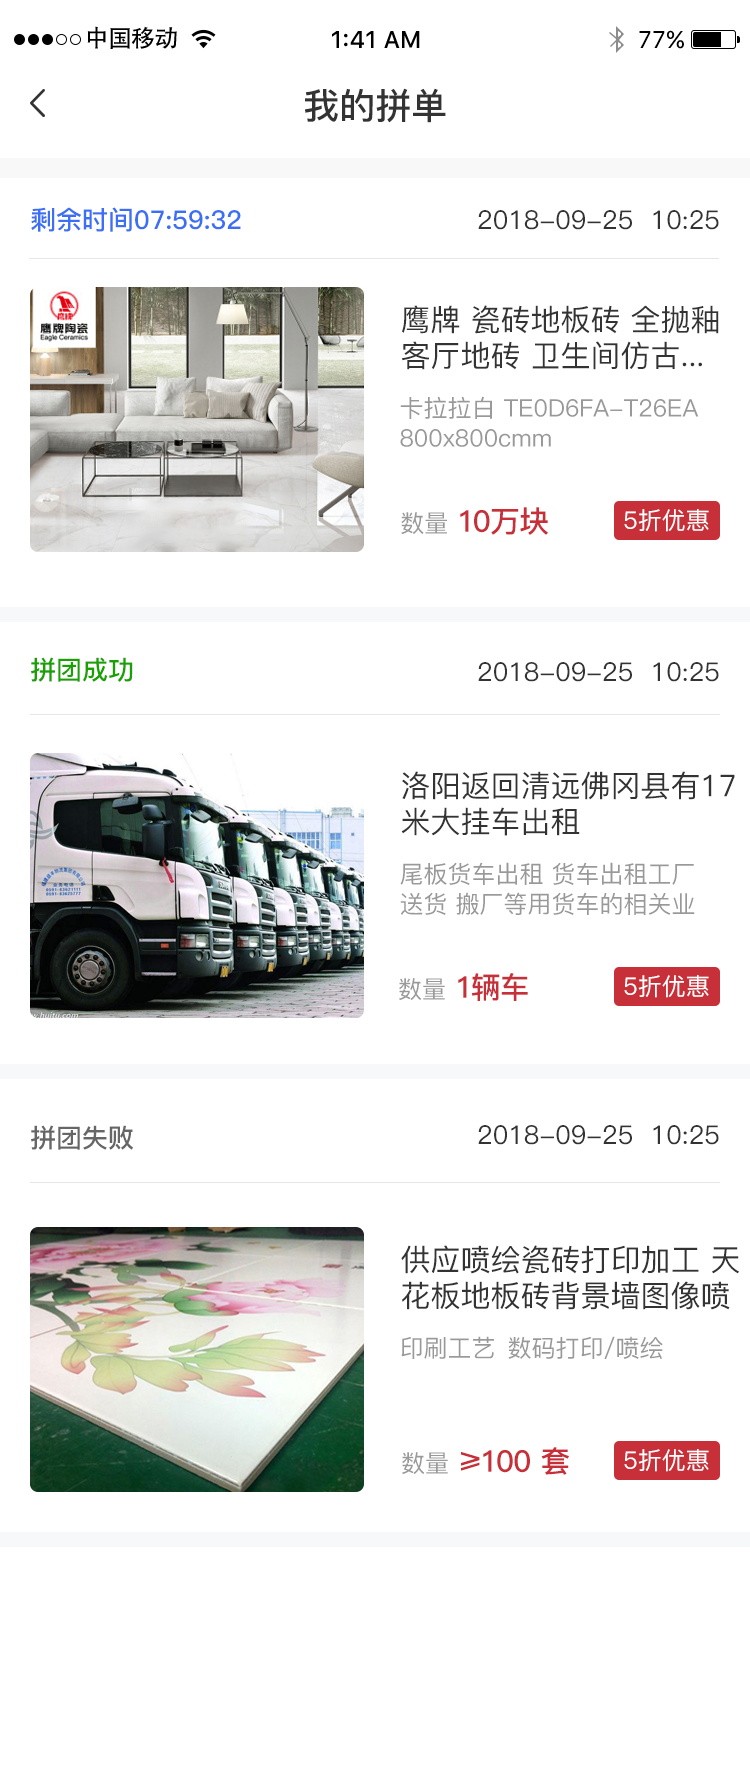 中国移动 1:41 AM 77%
我的拼单
剩余时间07:59:32 2018-09-25 10:25
鹰牌陶瓷
Eagle Ceramics
鹰牌 瓷砖地板砖 全抛釉
客厅地砖 卫生间仿古...
卡拉拉白 TE0D6FA-T26EA
800x800cmm
数量 10万块 5折优惠
拼团成功 2018-09-25 10:25
洛阳返回清远佛冈县有17
米大挂车出租
尾板货车出租 货车出租工厂
送货 搬厂等用货车的相关业
数量 1辆车 5折优惠
拼团失败 2018-09-25 10:25
供应喷绘瓷砖打印加工 天
花板地板砖背景墙图像喷
印刷工艺 数码打印/喷绘
数量 ≥100 套 5折优惠